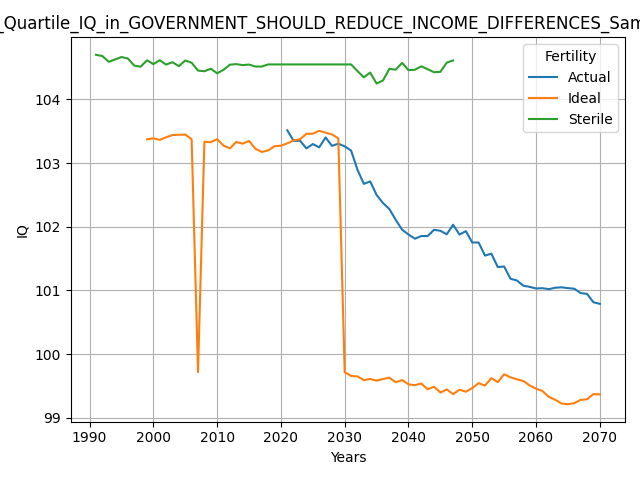 _Quartile_IQ_in_GOVERNMENT_SHOULD_REDUCE_INCOME_DIFFERENCES_Sam
Fertility
Actual
Ideal
Sterile
104
103
102
101
100
99
IQ
1990 2000 2010 2020 2030 2040 2050 2060 2070
Years